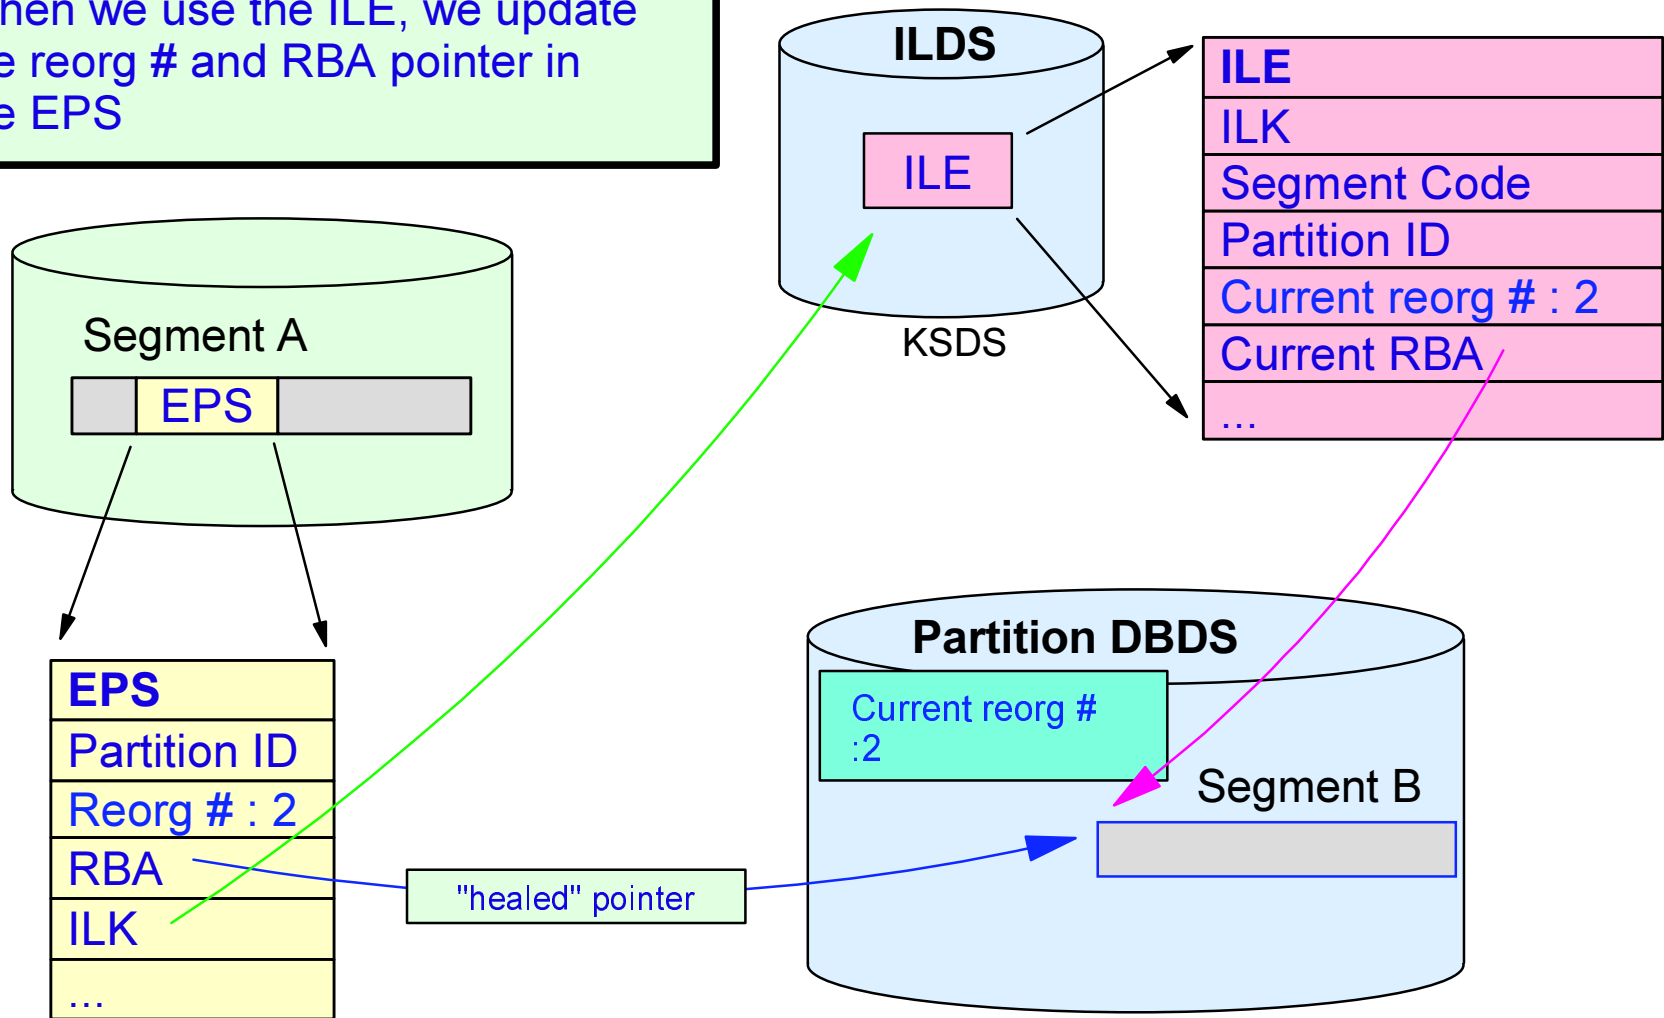 hen we use the ILE, we update
e reorg # and RBA pointer in
e EPS
ILDS
ILE
KSDS
ILE
ILK
Segment Code
Partition ID
Current reorg # : 2
Current RBA
...
Segment A
EPS
EPS
Partition ID
Reorg # : 2
RBA
ILK
...
"healed" pointer
Partition DBDS
Current reorg #
:2
Segment B